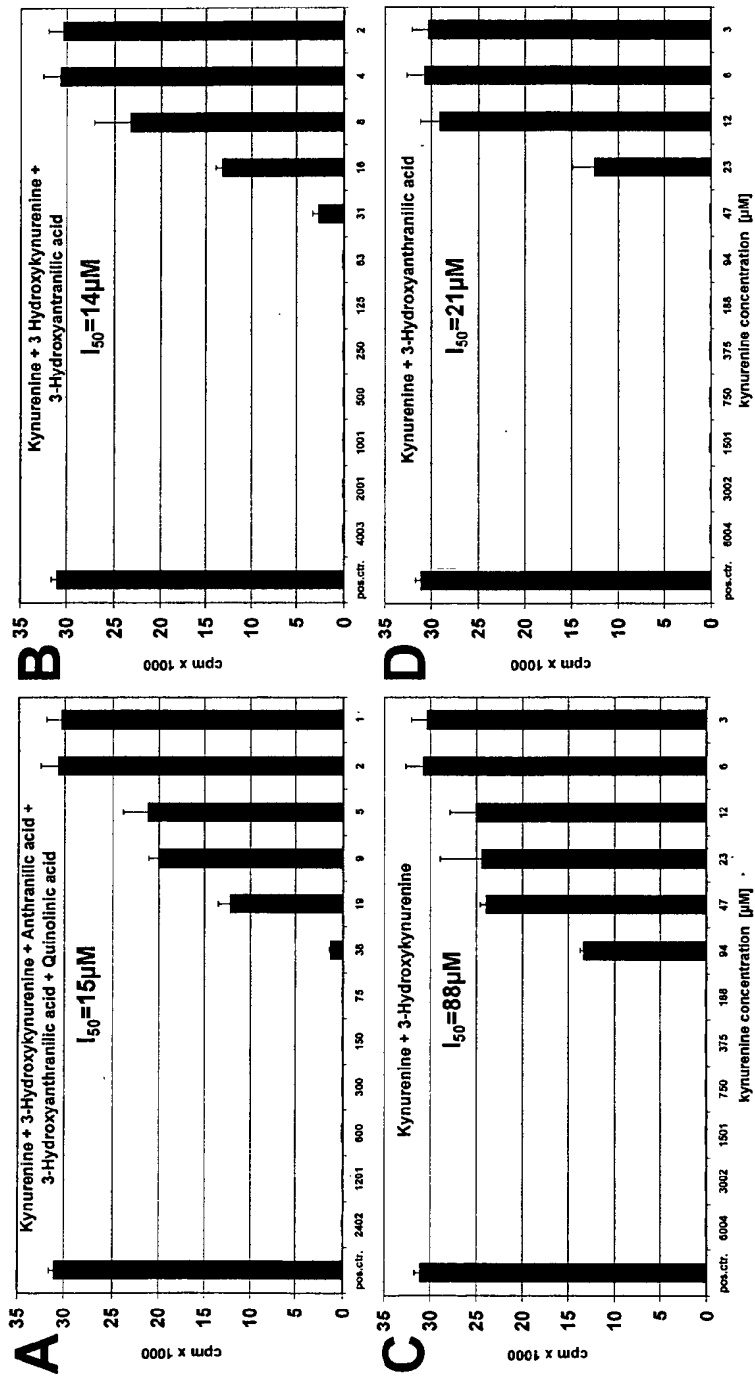 A
Kynurenine + 3-Hydroxykynurenine + Anthranilic acid +
3-Hydroxyanthranilic acid + Quinolinic acid
I50=15µM
35
30
25
20
15
10
5
0
cpm x 1000
pos.ctr. 2402 1201 600 300 150 75 38 19 9 5 2 1
B
Kynurenine + 3 Hydroxykynurenine +
3-Hydroxyantranilic acid
I50=14µM
35
30
25
20
15
10
5
0
cpm x 1000
pos.ctr. 4003 2001 1001 500 250 125 63 31 16 8 4 2
C
Kynurenine + 3-Hydroxykynurenine
I50=88µM
35
30
25
20
15
10
5
0
cpm x 1000
pos.ctr. 6004 3002 1501 750 375 188 94 47 23 12 6 3
kynurenine concentration [µM]
D
Kynurenine + 3-Hydroxyanthranilic acid
I50=21µM
35
30
25
20
15
10
5
0
cpm x 1000
pos.ctr. 6004 3002 1501 750 375 188 94 47 23 12 6 3
kynurenine concentration [µM]